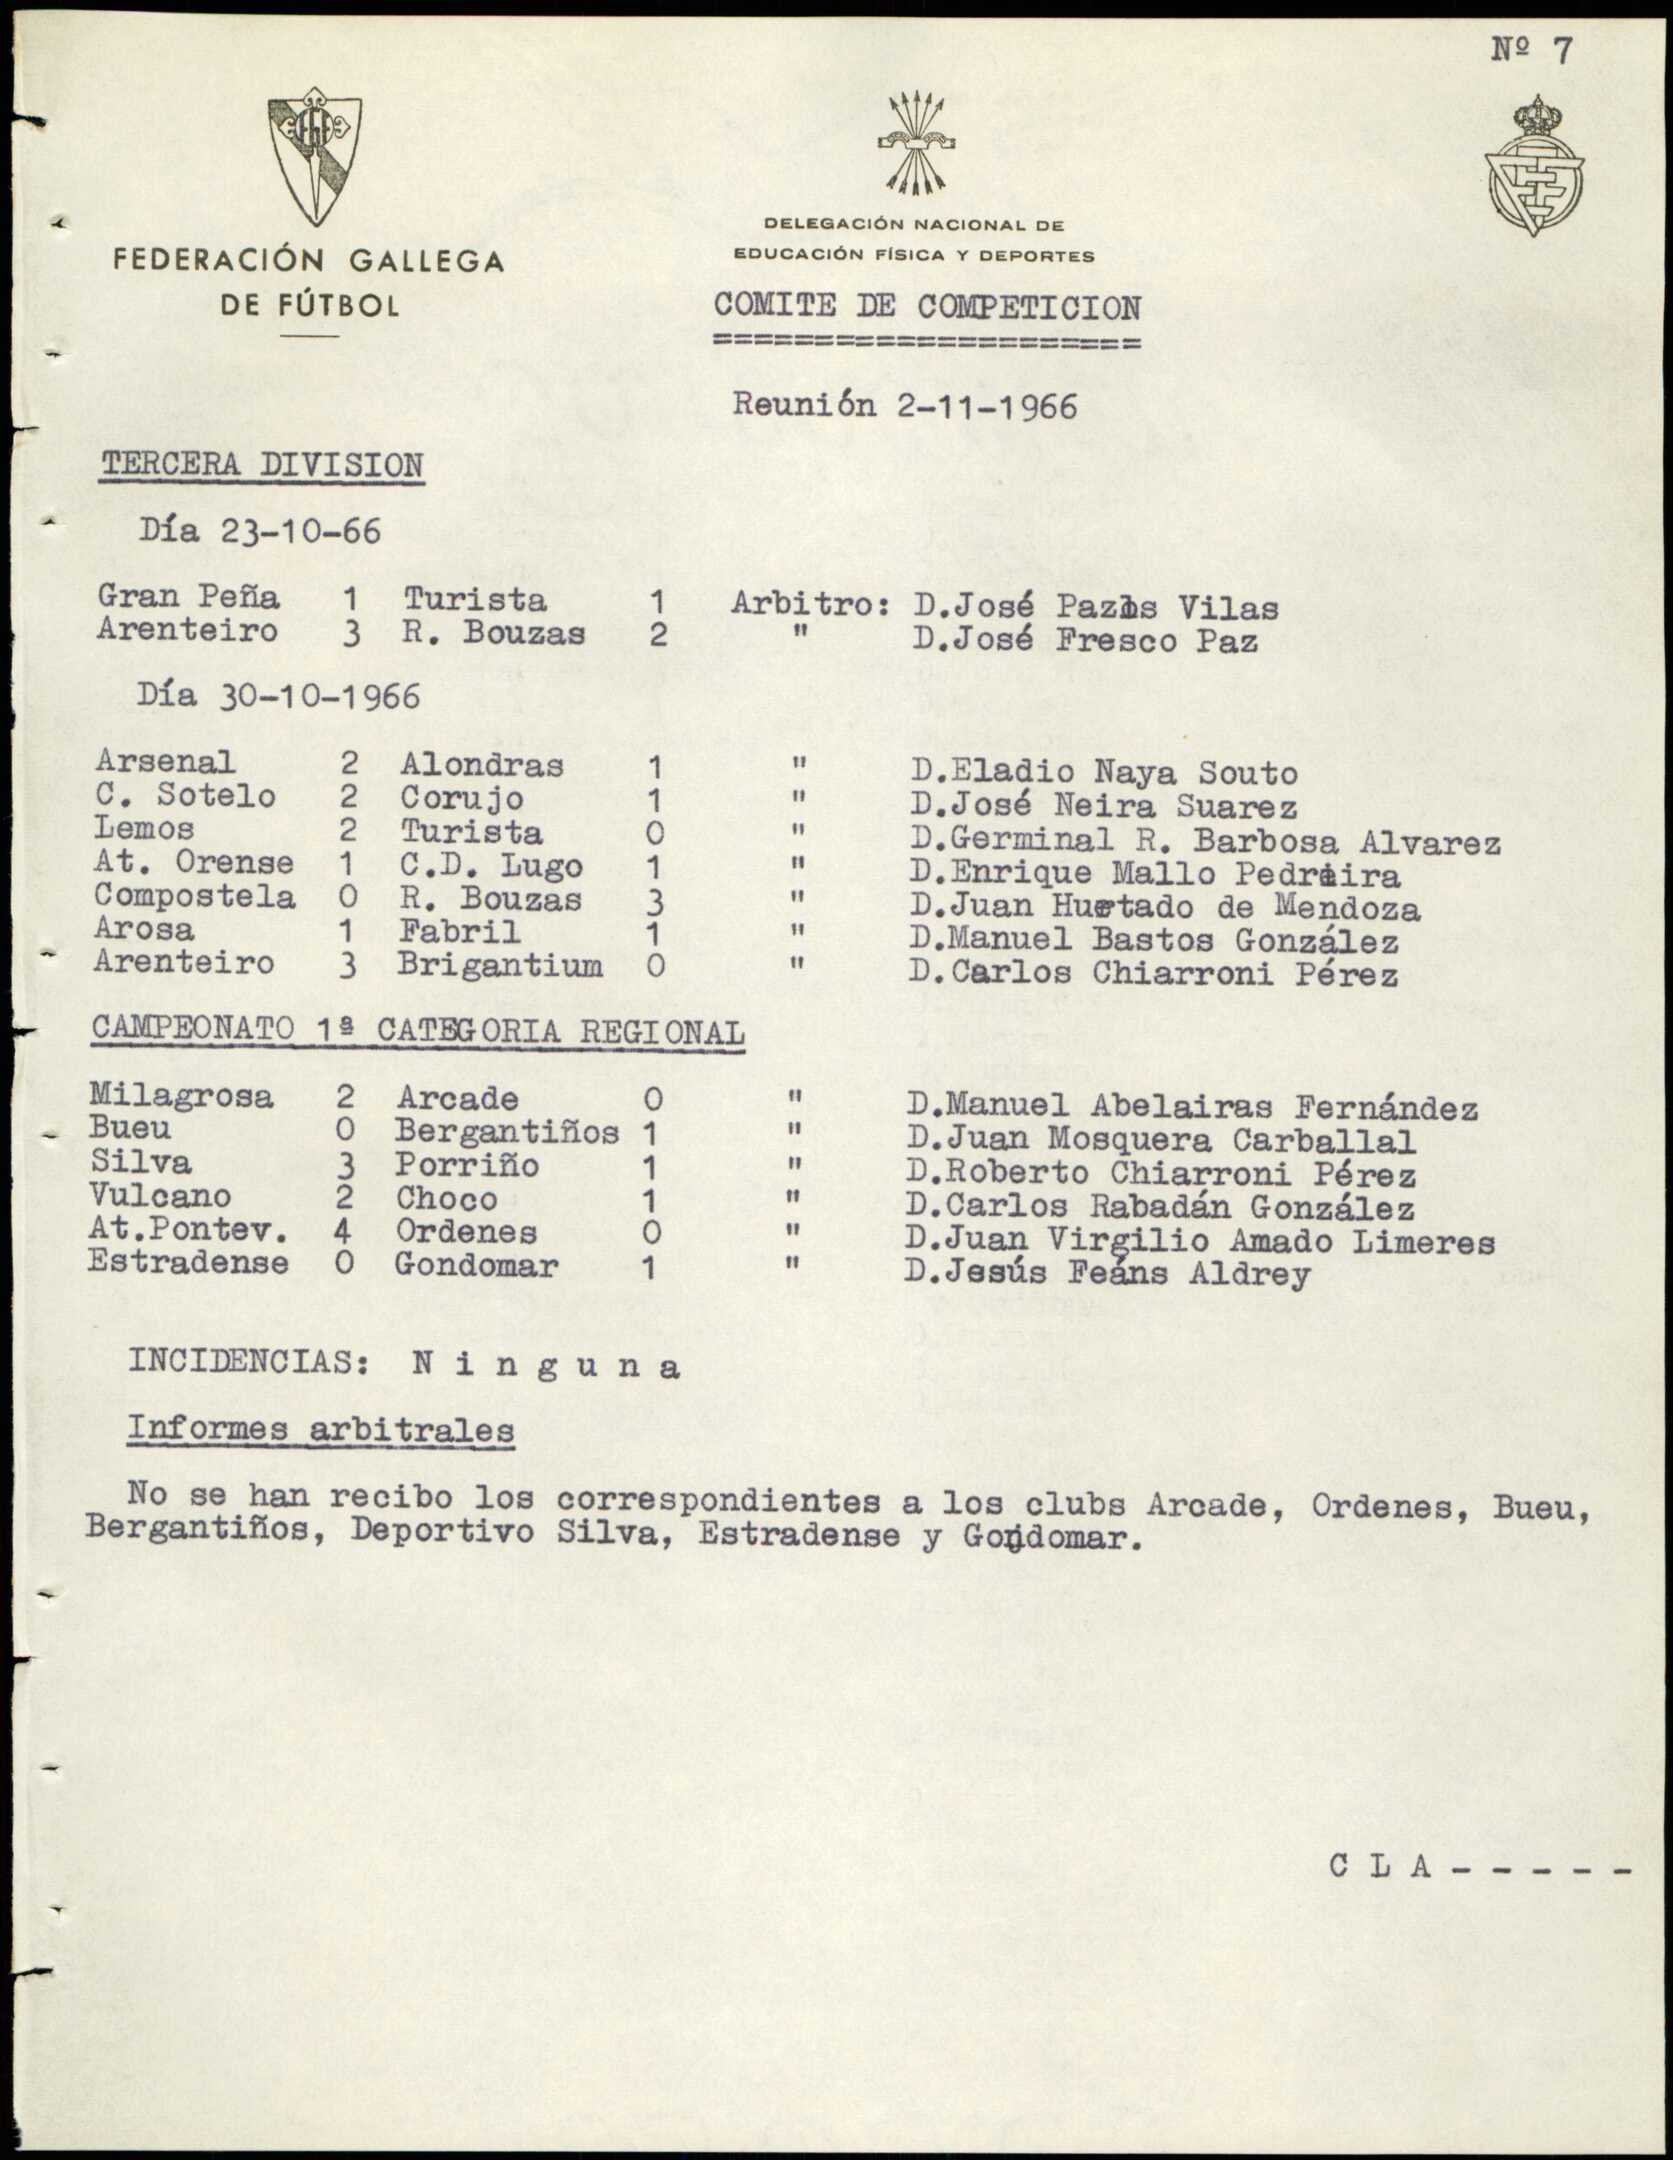 Nº 7
FEDERACIÓN GALLEGA
DE FÚTBOL
DELEGACIÓN NACIONAL DE
EDUCACIÓN FÍSICA Y DEPORTES
COMITE DE COMPETICION
=====================
Reunión 2-11-1966
TERCERA DIVISION
Día 23-10-66
Gran Peña 1 Turista 1 Arbitro: D.José Pazos Vilas
Arenteiro 3 R. Bouzas 2 " D.José Fresco Paz
Día 30-10-1966
Arsenal 2 Alondras 1 " D.Eladio Naya Souto
C. Sotelo 2 Corujo 1 " D.José Neira Suarez
Lemos 2 Turista 0 " D.Germinal R. Barbosa Alvarez
At. Orense 1 C.D. Lugo 1 " D.Enrique Mallo Pedreira
Compostela 0 R. Bouzas 3 " D.Juan Hurtado de Mendoza
Arosa 1 Fabril 1 " D.Manuel Bastos González
Arenteiro 3 Brigantium 0 " D.Carlos Chiarroni Pérez
CAMPEONATO 1ª CATEGORIA REGIONAL
Milagrosa 2 Arcade 0 " D.Manuel Abelairas Fernández
Bueu 0 Bergantiños 1 " D.Juan Mosquera Carballal
Silva 3 Porriño 1 " D.Roberto Chiarroni Pérez
Vulcano 2 Choco 1 " D.Carlos Rabadán González
At.Pontev. 4 Ordenes 0 " D.Juan Virgilio Amado Limeres
Estradense 0 Gondomar 1 " D.Jesús Feáns Aldrey
INCIDENCIAS: N i n g u n a
Informes arbitrales
No se han recibo los correspondientes a los clubs Arcade, Ordenes, Bueu,
Bergantiños, Deportivo Silva, Estradense y Gondomar.
C L A - - - - -